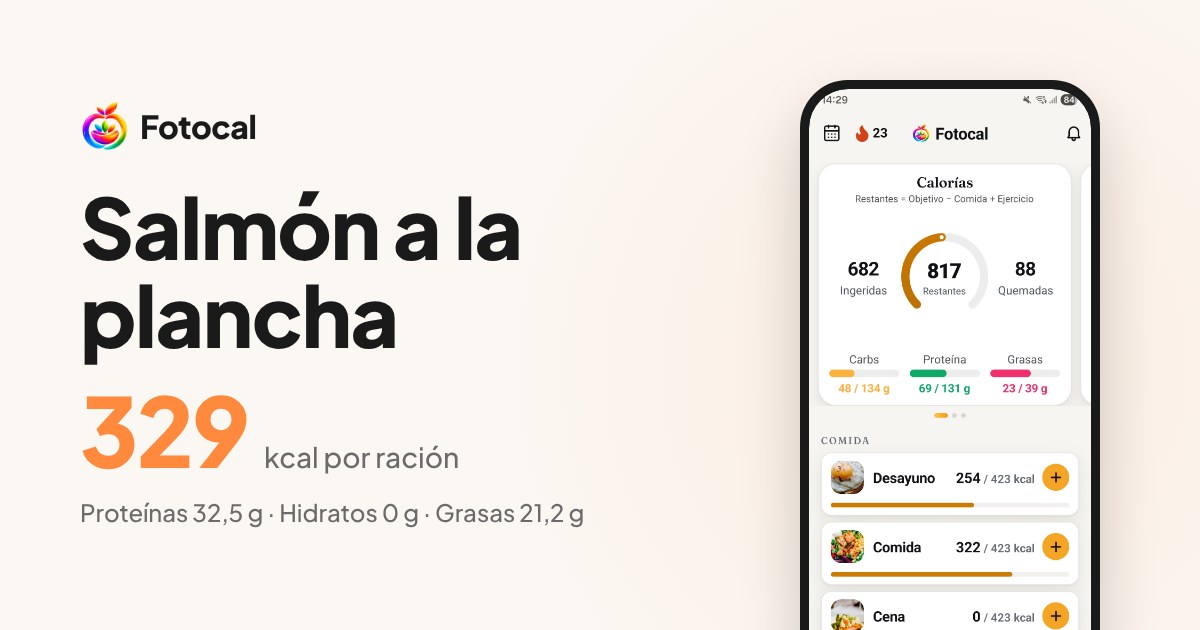 Fotocal
Salmón a la
plancha
329 kcal por ración
Proteínas 32,5 g · Hidratos 0 g · Grasas 21,2 g
14:29
84
23
Fotocal
Calorías
Restantes = Objetivo − Comida + Ejercicio
682
Ingeridas
817
Restantes
88
Quemadas
Carbs
48 / 134 g
Proteína
69 / 131 g
Grasas
23 / 39 g
COMIDA
Desayuno 254 / 423 kcal +
Comida 322 / 423 kcal +
Cena 0 / 423 kcal +